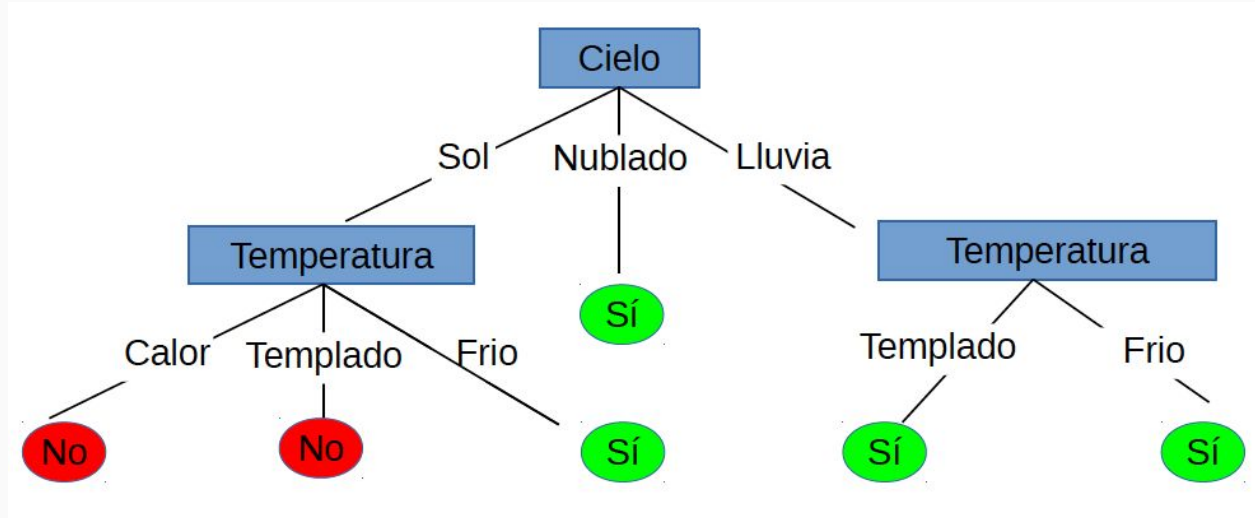 Cielo
Sol Nublado Lluvia
Temperatura Temperatura
Sí
Calor Templado Frio Templado Frio
No No Sí Sí Sí